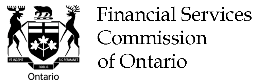 Financial Services
Commission
of Ontario
Ontario